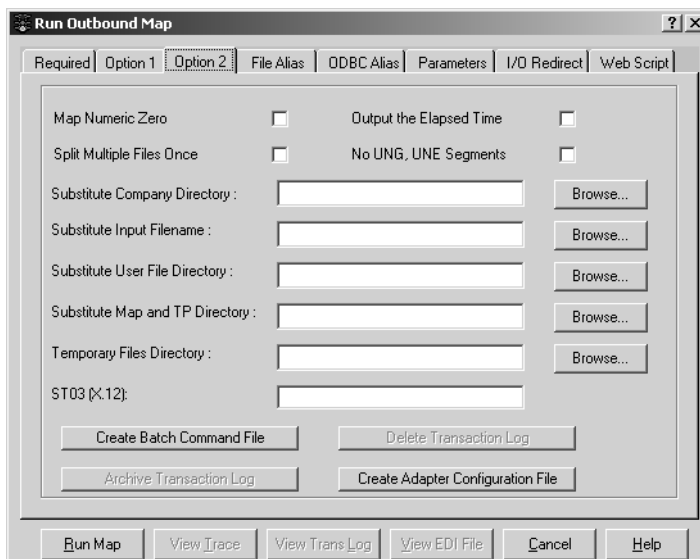 Run Outbound Map
Required Option 1 Option 2 File Alias ODBC Alias Parameters I/O Redirect Web Script
Map Numeric Zero Output the Elapsed Time
Split Multiple Files Once No UNG, UNE Segments
Substitute Company Directory : Browse...
Substitute Input Filename : Browse...
Substitute User File Directory : Browse...
Substitute Map and TP Directory : Browse...
Temporary Files Directory : Browse...
ST03 (X.12):
Create Batch Command File Delete Transaction Log
Archive Transaction Log Create Adapter Configuration File
Run Map View Trace View Trans Log View EDI File Cancel Help